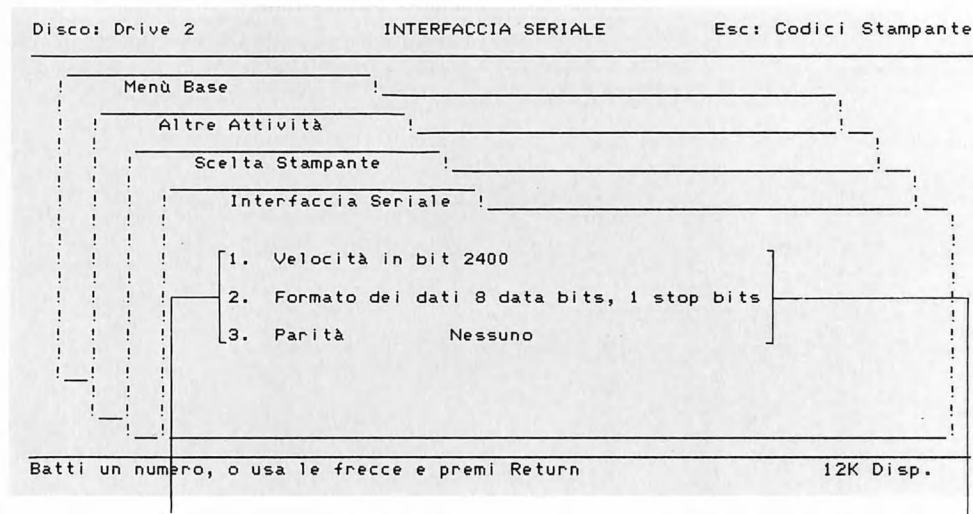 Disco: Drive 2 INTERFACCIA SERIALE Esc: Codici Stampante
Menù Base
Altre Attività
Scelta Stampante
Interfaccia Seriale
1. Velocità in bit 2400
2. Formato dei dati 8 data bits, 1 stop bits
3. Parità Nessuno
Batti un numero, o usa le frecce e premi Return 12K Disp.